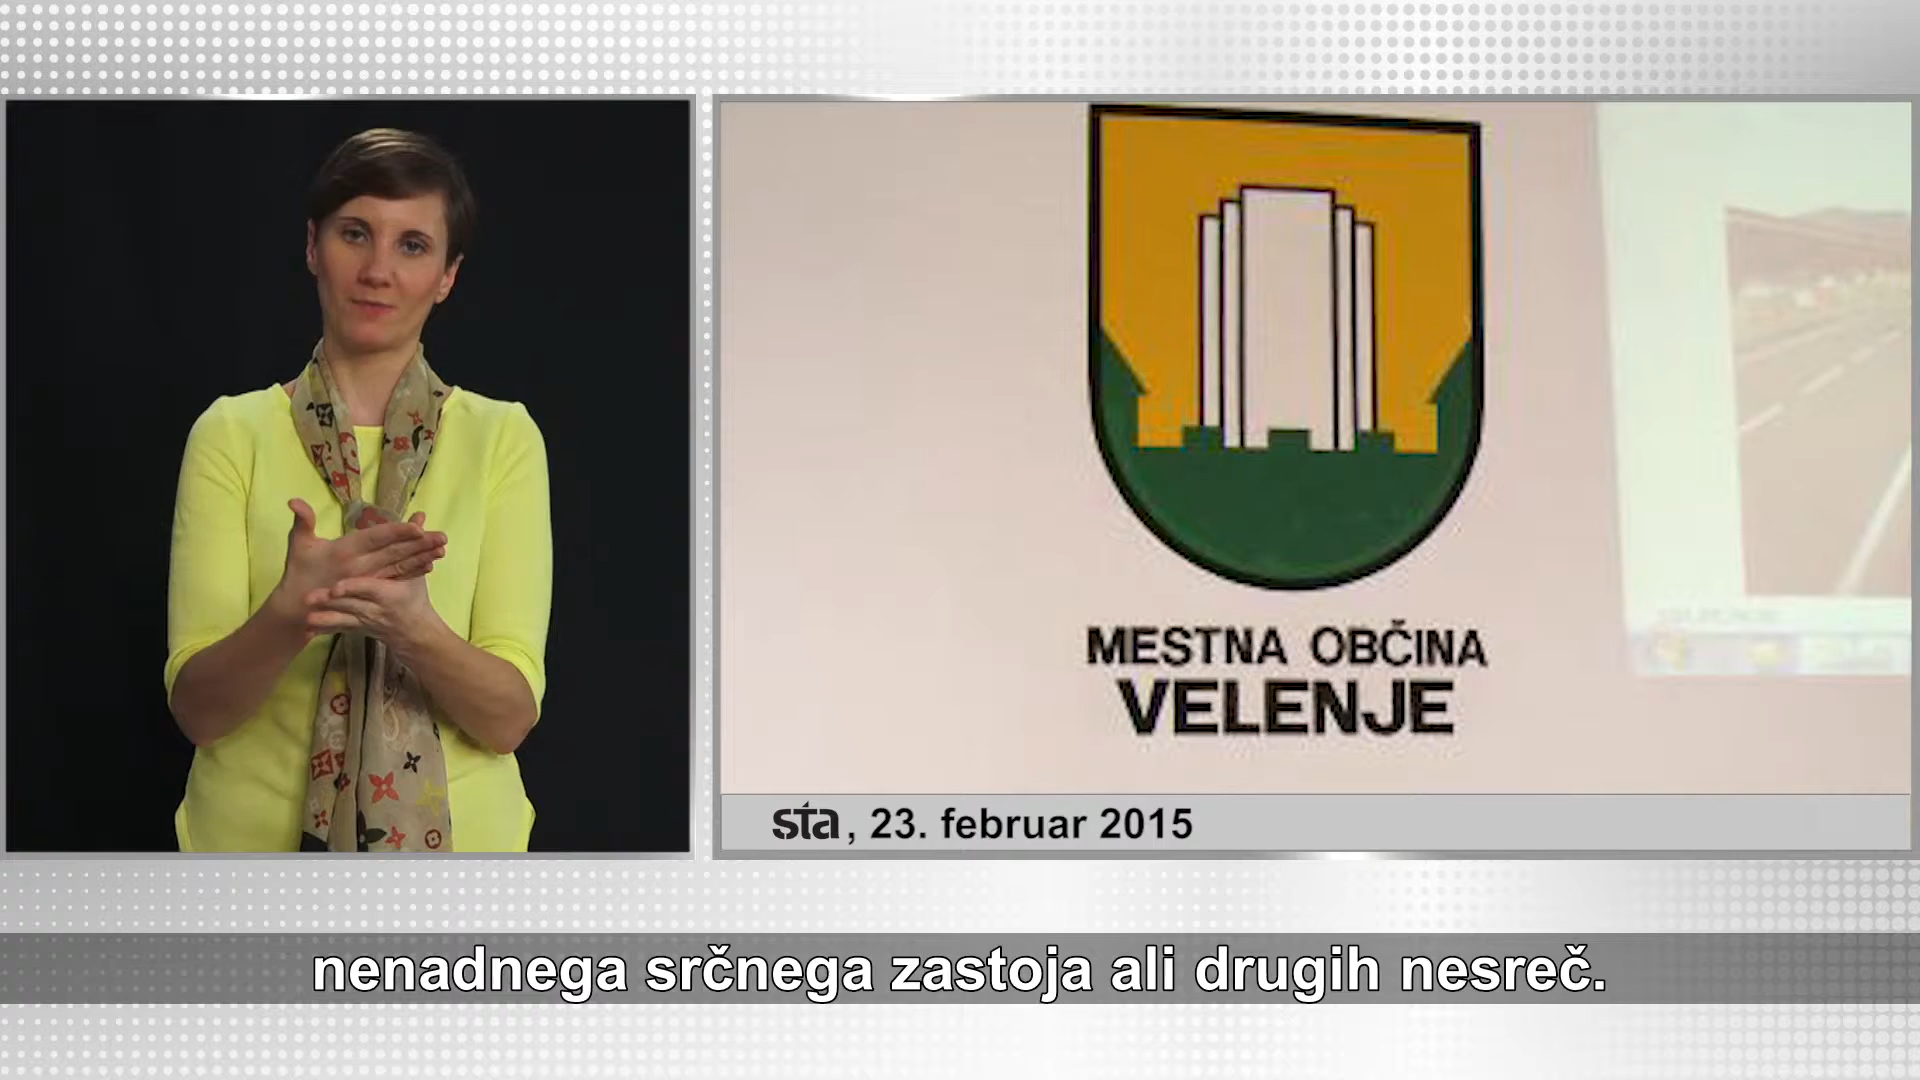 MESTNA OBČINA
VELENJE
sta, 23. februar 2015
nenadnega srčnega zastoja ali drugih nesreč.